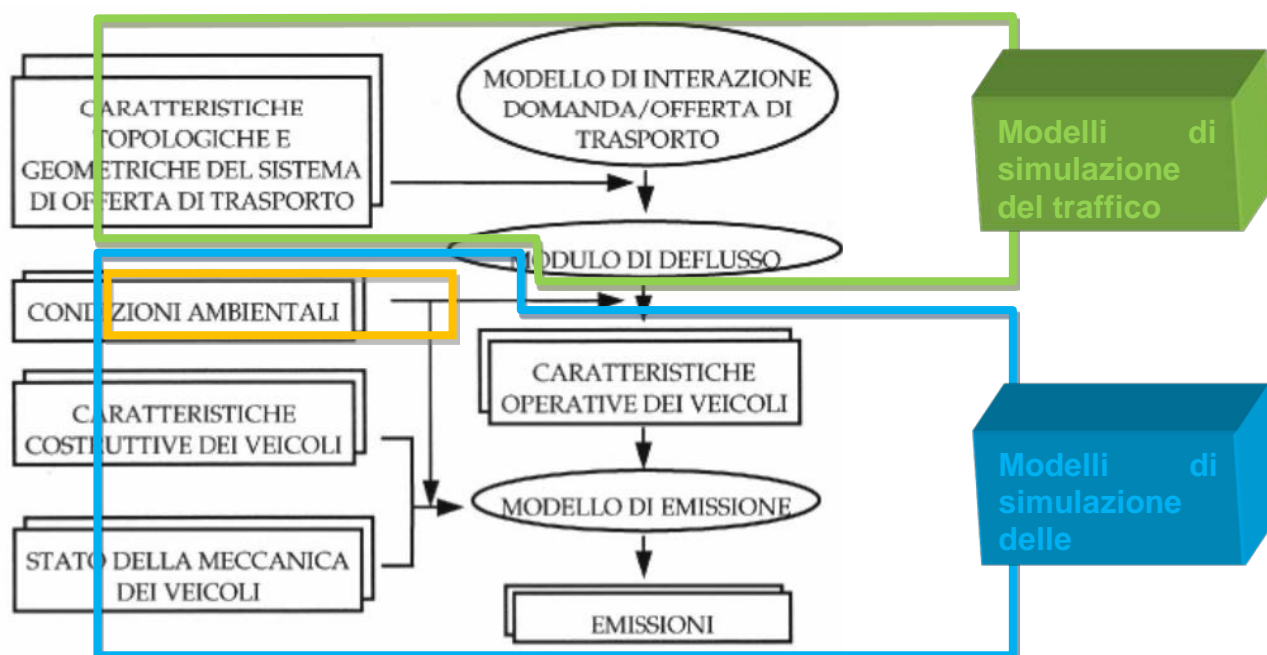 CARATTERISTICHE
TOPOLOGICHE E
GEOMETRICHE DEL SISTEMA
DI OFFERTA DI TRASPORTO
MODELLO DI INTERAZIONE
DOMANDA/OFFERTA DI
TRASPORTO
Modelli di
simulazione
del traffico
MODULO DI DEFLUSSO
CONDIZIONI AMBIENTALI
CARATTERISTICHE
OPERATIVE DEI VEICOLI
CARATTERISTICHE
COSTRUTTIVE DEI VEICOLI
Modelli di
simulazione
delle
MODELLO DI EMISSIONE
STATO DELLA MECCANICA
DEI VEICOLI
EMISSIONI